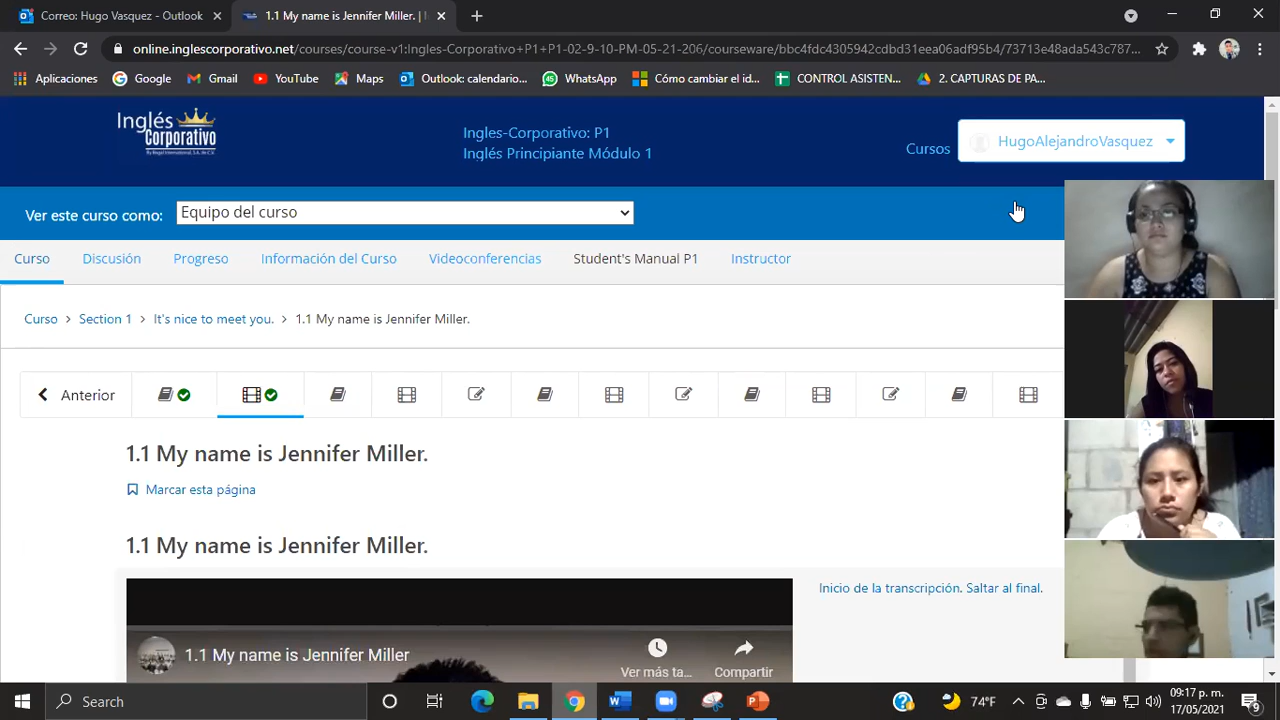 Correo: Hugo Vasquez - Outlook
1.1 My name is Jennifer Miller. |
online.inglescorporativo.net/courses/course-v1:Ingles-Corporativo+P1+P1-02-9-10-PM-05-21-206/courseware/bbc4fdc4305942cdbd31eea06adf95b4/73713e48ada543c787...
Aplicaciones
Google
Gmail
YouTube
Maps
Outlook: calendario...
WhatsApp
Cómo cambiar el id...
CONTROL ASISTEN...
2. CAPTURAS DE PA...
Inglés
Corporativo
Ingles-Corporativo: P1
Inglés Principiante Módulo 1
Cursos
HugoAlejandroVasquez
Ver este curso como:
Equipo del curso
Curso
Discusión
Progreso
Información del Curso
Videoconferencias
Student's Manual P1
Instructor
Curso > Section 1 > It's nice to meet you. > 1.1 My name is Jennifer Miller.
Anterior
1.1 My name is Jennifer Miller.
Marcar esta página
1.1 My name is Jennifer Miller.
Inicio de la transcripción. Saltar al final.
1.1 My name is Jennifer Miller
Ver más ta...
Compartir
Search
74°F
09:17 p. m.
17/05/2021
9